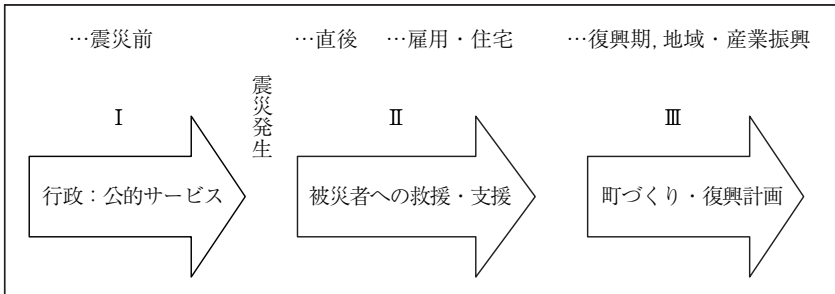 …震災前
…直後 …雇用・住宅
…復興期, 地域・産業振興
震災発生
Ⅰ
Ⅱ
Ⅲ
行政：公的サービス
被災者への救援・支援
町づくり・復興計画